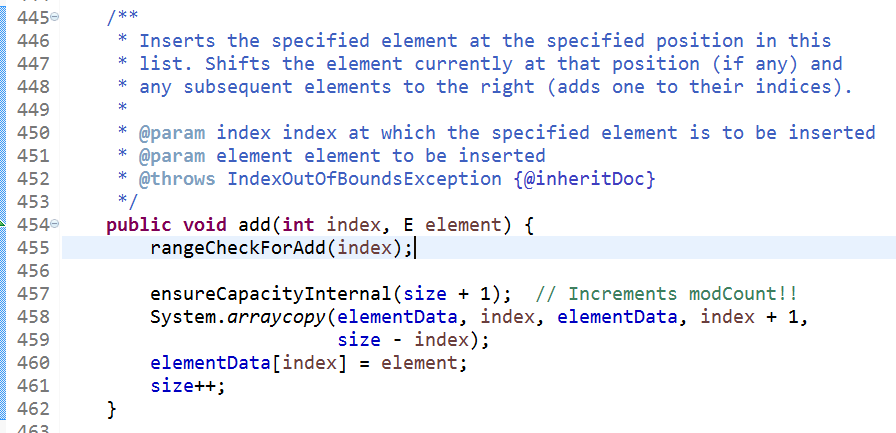 445 /**
446  * Inserts the specified element at the specified position in this
447  * list. Shifts the element currently at that position (if any) and
448  * any subsequent elements to the right (adds one to their indices).
449  *
450  * @param index index at which the specified element is to be inserted
451  * @param element element to be inserted
452  * @throws IndexOutOfBoundsException {@inheritDoc}
453  */
454 public void add(int index, E element) {
455     rangeCheckForAdd(index);
456
457     ensureCapacityInternal(size + 1);  // Increments modCount!!
458     System.arraycopy(elementData, index, elementData, index + 1,
459                      size - index);
460     elementData[index] = element;
461     size++;
462 }
463